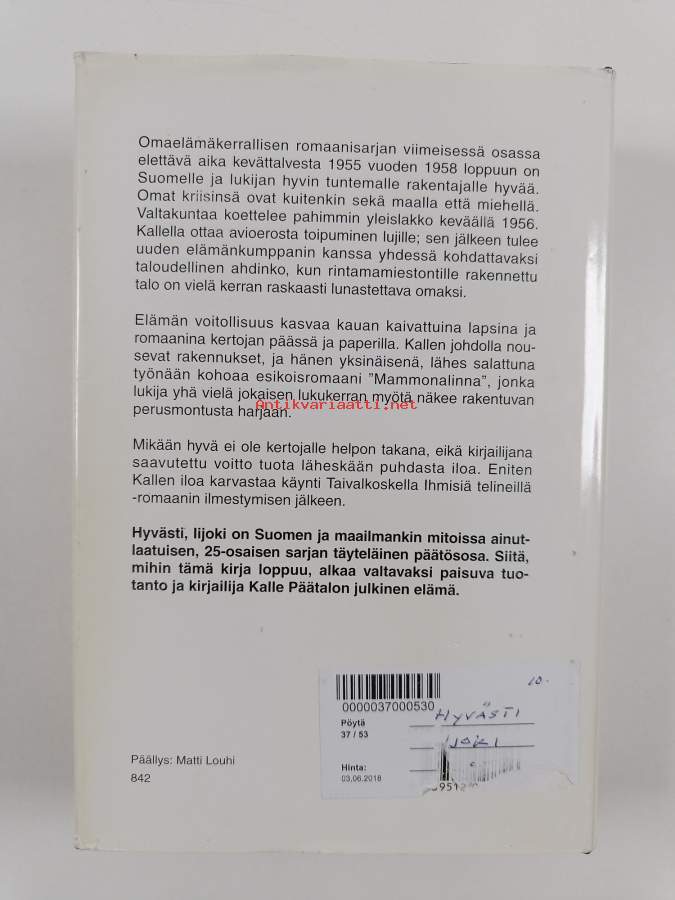 Omaelämäkerrallisen romaanisarjan viimeisessä osassa
elettävä aika kevättalvesta 1955 vuoden 1958 loppuun on
Suomelle ja lukijan hyvin tuntemalle rakentajalle hyvää.
Omat kriisinsä ovat kuitenkin sekä maalla että miehellä.
Valtakuntaa koettelee pahimmin yleislakko keväällä 1956.
Kallella ottaa avioerosta toipuminen lujille; sen jälkeen tulee
uuden elämänkumppanin kanssa yhdessä kohdattavaksi
taloudellinen ahdinko, kun rintamamiestontille rakennettu
talo on vielä kerran raskaasti lunastettava omaksi.
Elämän voitollisuus kasvaa kauan kaivattuina lapsina ja
romaanina kertojan päässä ja paperilla. Kallen johdolla nou-
sevat rakennukset, ja hänen yksinäisenä, lähes salattuna
työnään kohoaa esikoisromaani ”Mammonalinna”, jonka
lukija yhä vielä jokaisen lukukerran myötä näkee rakentuvan
Antikvariaatti.net
perusmontusta harjaan.
Mikään hyvä ei ole kertojalle helpon takana, eikä kirjailijana
saavutettu voitto tuota läheskään puhdasta iloa. Eniten
Kallen iloa karvastaa käynti Taivalkoskella Ihmisiä telineillä
-romaanin ilmestymisen jälkeen.
Hyvästi, Iijoki on Suomen ja maailmankin mitoissa ainut-
laatuisen, 25-osaisen sarjan täyteläinen päätösosa. Siitä,
mihin tämä kirja loppuu, alkaa valtavaksi paisuva tuo-
tanto ja kirjailija Kalle Päätalon julkinen elämä.
10.-
0000037000530
Pöytä
HYVÄSTI
37 / 53
IJOKI
Hinta:
03.06.2018
Päällys: Matti Louhi
842